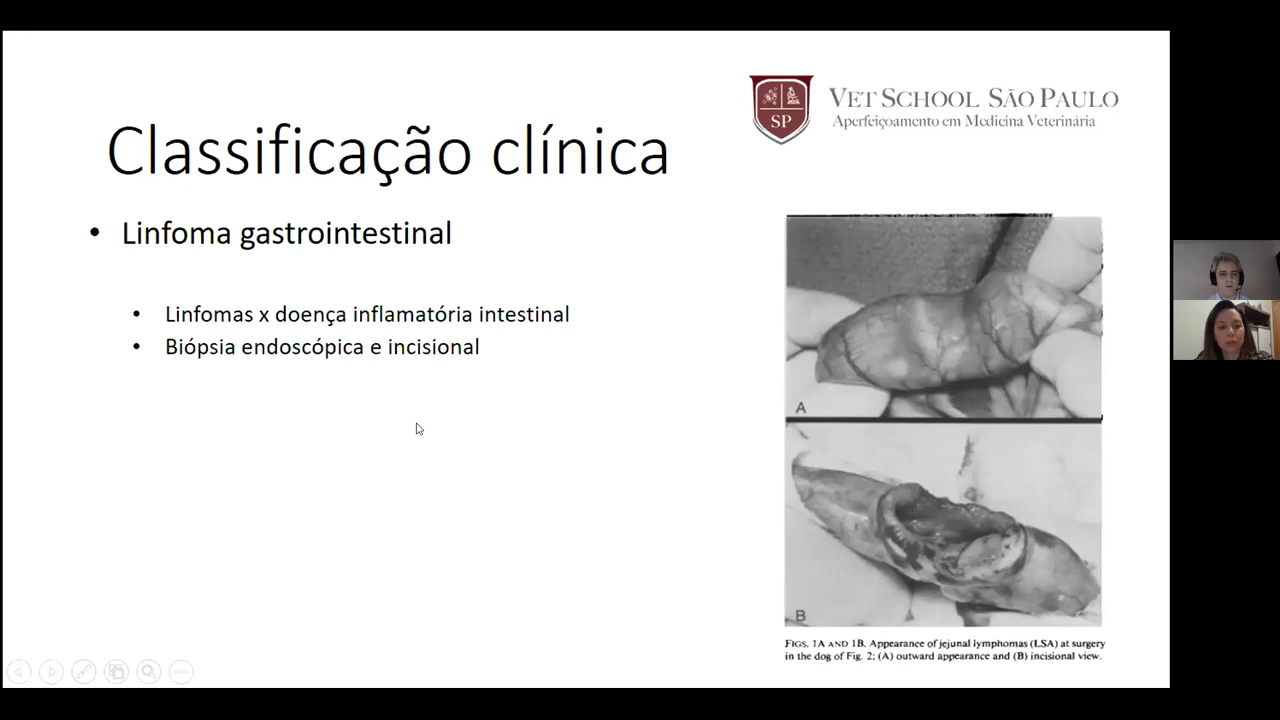 VET SCHOOL SÃO PAULO
Aperfeiçoamento em Medicina Veterinária
SP
Classificação clínica
• Linfoma gastrointestinal
• Linfomas x doença inflamatória intestinal
• Biópsia endoscópica e incisional
A
B
FIGS. 1A AND 1B. Appearance of jejunal lymphomas (LSA) at surgery
in the dog of Fig. 2; (A) outward appearance and (B) incisional view.